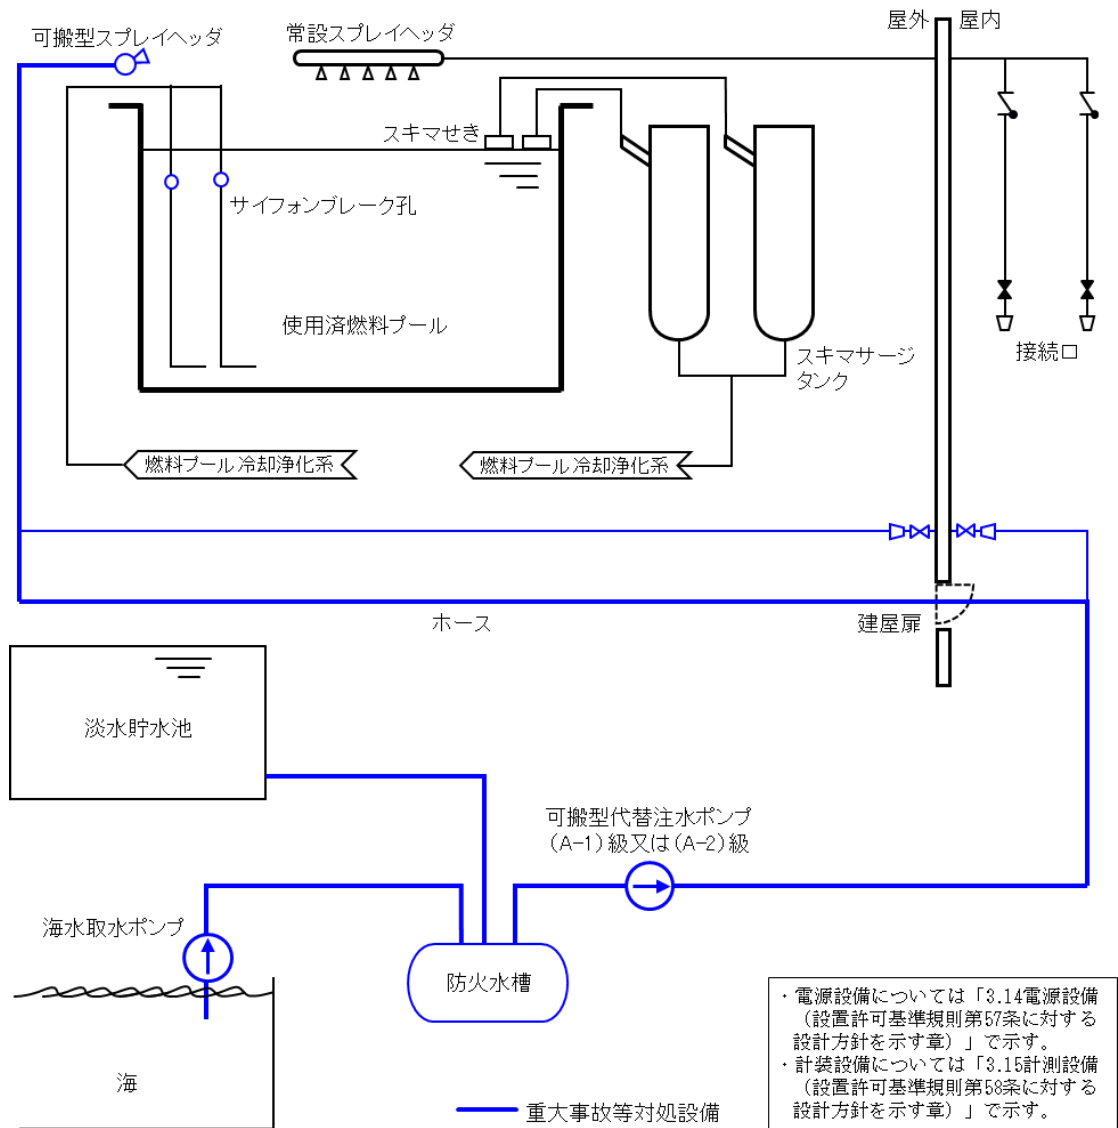 屋外 屋内
可搬型スプレイヘッダ
常設スプレイヘッダ
スキマせき
サイフォンブレーク孔
使用済燃料プール
スキマサージ
タンク
接続口
燃料プール冷却浄化系
燃料プール冷却浄化系
ホース
建屋扉
淡水貯水池
可搬型代替注水ポンプ
(A-1)級又は(A-2)級
海水取水ポンプ
防火水槽
海
重大事故等対処設備
・電源設備については「3.14電源設備
（設置許可基準規則第57条に対する
設計方針を示す章）」で示す。
・計装設備については「3.15計測設備
（設置許可基準規則第58条に対する
設計方針を示す章）」で示す。